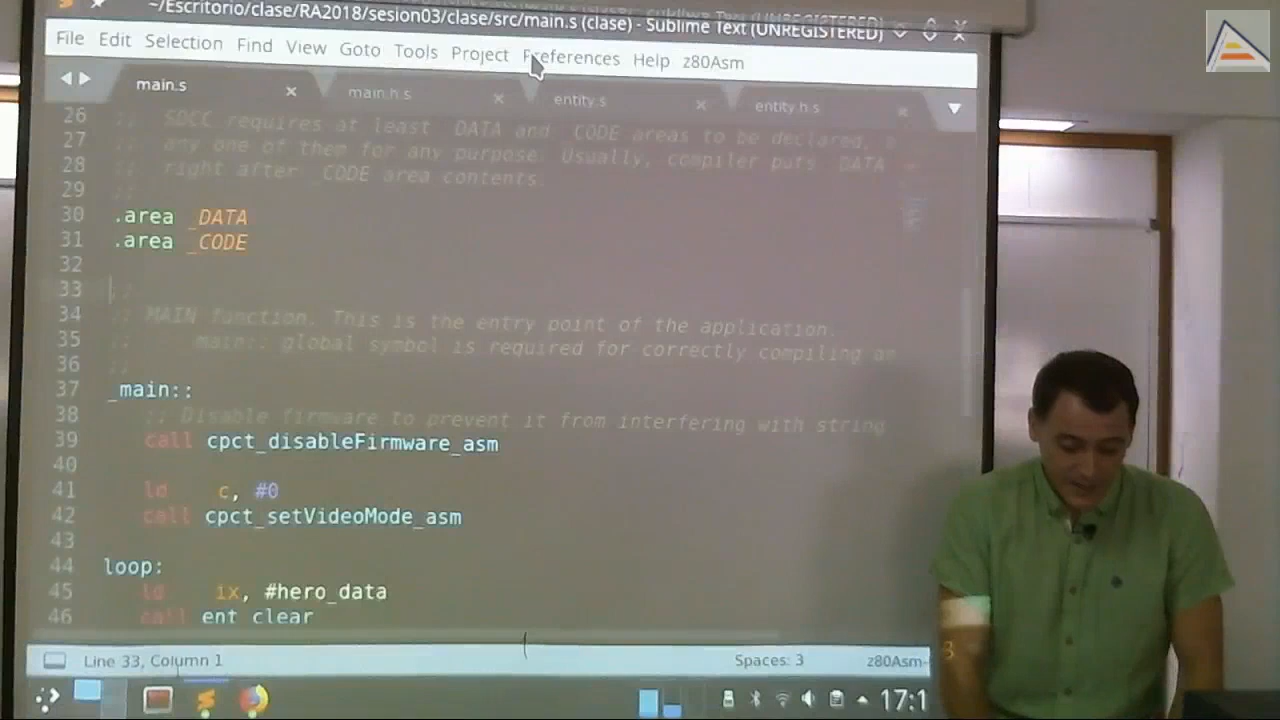 ~/Escritorio/clase/RA2018/sesion03/clase/src/main.s (clase) - Sublime Text (UNREGISTERED)
File Edit Selection Find View Goto Tools Project Preferences Help z80Asm
main.s main.h.s entity.s entity.h.s
26 ;; SDCC requires at least _DATA and _CODE areas to be declared,
27 ;; any one of them for any purpose. Usually, compiler puts _DATA
28 ;; right after _CODE area contents.
29 ;;
30 .area _DATA
31 .area _CODE
32
33 ;;
34 ;; MAIN function. This is the entry point of the application.
35 ;; _main:: global symbol is required for correctly compiling an
36 ;;
37 _main::
38 ;; Disable firmware to prevent it from interfering with string
39 call cpct_disableFirmware_asm
40
41 ld c, #0
42 call cpct_setVideoMode_asm
43
44 loop:
45 ld ix, #hero_data
46 call ent_clear
Line 33, Column 1 Spaces: 3 z80Asm-
17:1